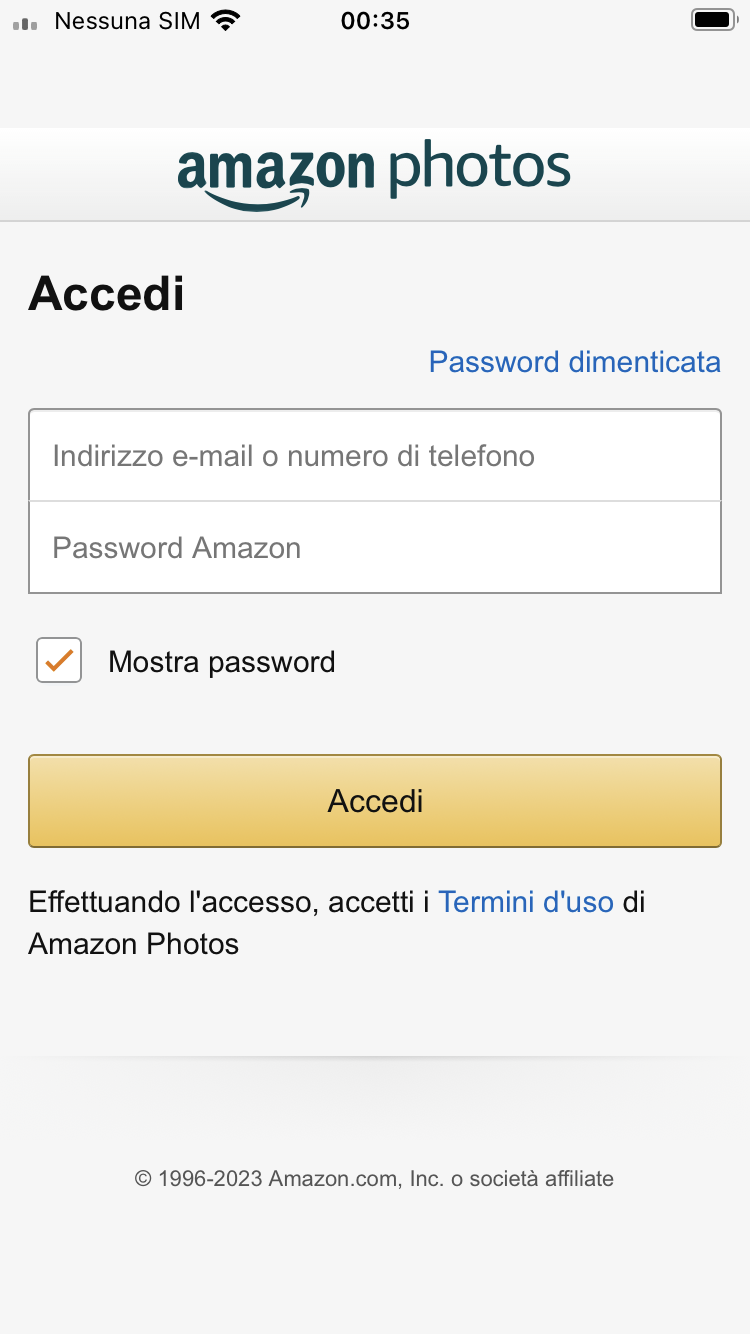 Nessuna SIM 00:35
amazon photos
Accedi
Password dimenticata
Indirizzo e-mail o numero di telefono
Password Amazon
Mostra password
Accedi
Effettuando l'accesso, accetti i Termini d'uso di
Amazon Photos
© 1996-2023 Amazon.com, Inc. o società affiliate